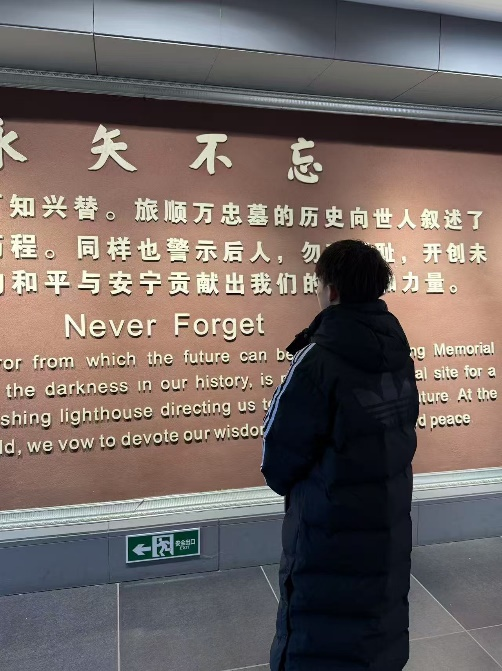 永矢不忘
知兴替。旅顺万忠墓的历史向世人叙述了
程。同样也警示后人，勿耻，开创未
和平与安宁贡献出我们的和力量。
Never Forget
from which the future can be Memorial
the darkness in our history, is site for a
lighthouse directing us At the
we vow to devote our peace
安全出口
EXIT